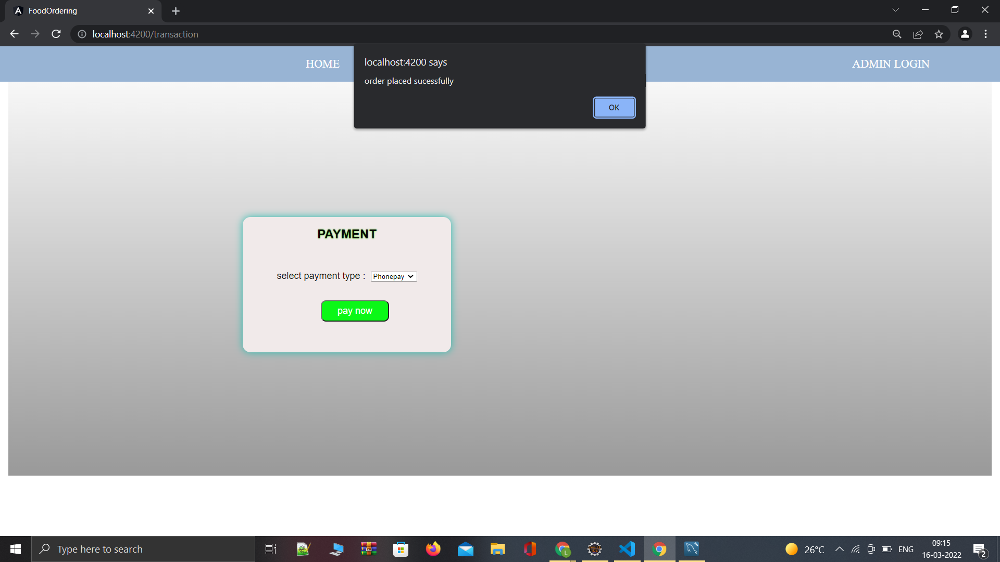 FoodOrdering
localhost:4200/transaction
HOME
ADMIN LOGIN
localhost:4200 says
order placed sucessfully
OK
PAYMENT
select payment type :
Phonepay
pay now
Type here to search
26°C
ENG
09:15
16-03-2022
2